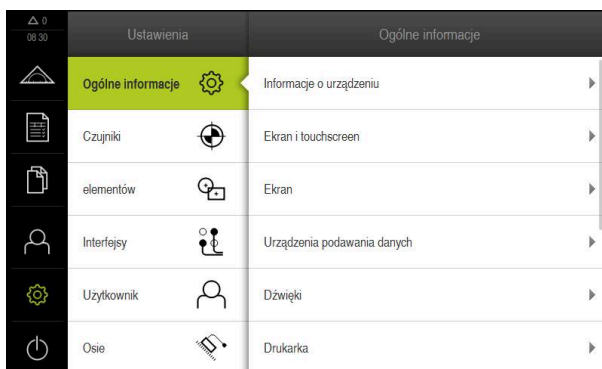 0
08 30
Ustawienia
Ogólne informacje
Ogólne informacje
Informacje o urządzeniu
Czujniki
Ekran i touchscreen
elementów
Ekran
Interfejsy
Urządzenia podawania danych
Użytkownik
Dźwięki
Osie
Drukarka